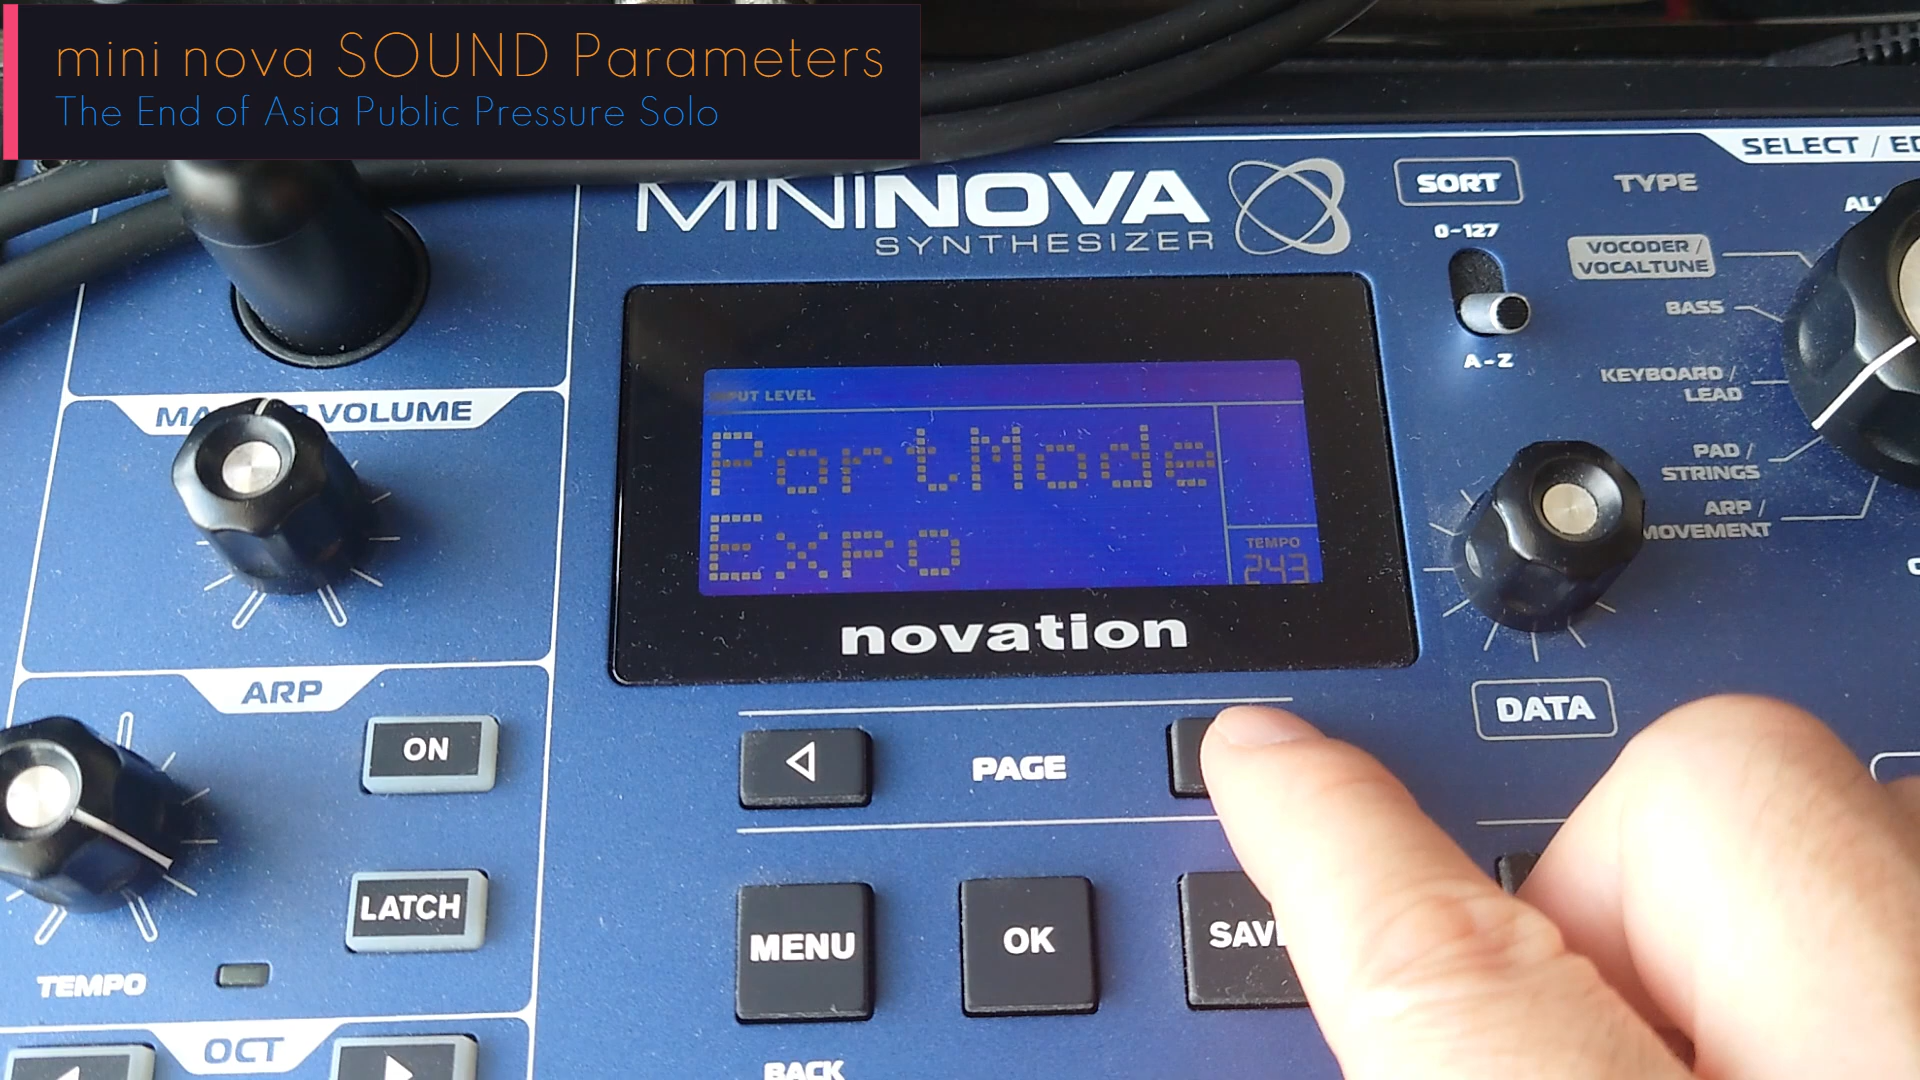 mini nova SOUND Parameters
The End of Asia Public Pressure Solo
MININOVA
SYNTHESIZER
SORT
0-127
A-Z
TYPE
VOCODER /
VOCALTUNE
BASS
KEYBOARD /
LEAD
PAD /
STRINGS
ARP /
MOVEMENT
VOLUME
LEVEL
PortMode
Expo
TEMPO
243
novation
ARP
ON
LATCH
TEMPO
OCT
PAGE
DATA
MENU
OK
BACK
SELECT /